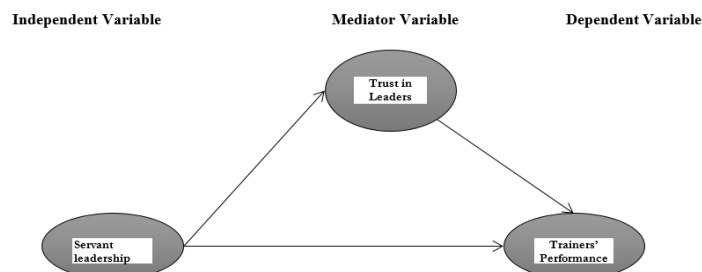 Independent Variable
Mediator Variable
Dependent Variable
Trust in
Leaders
Servant
leadership
Trainers'
Performance